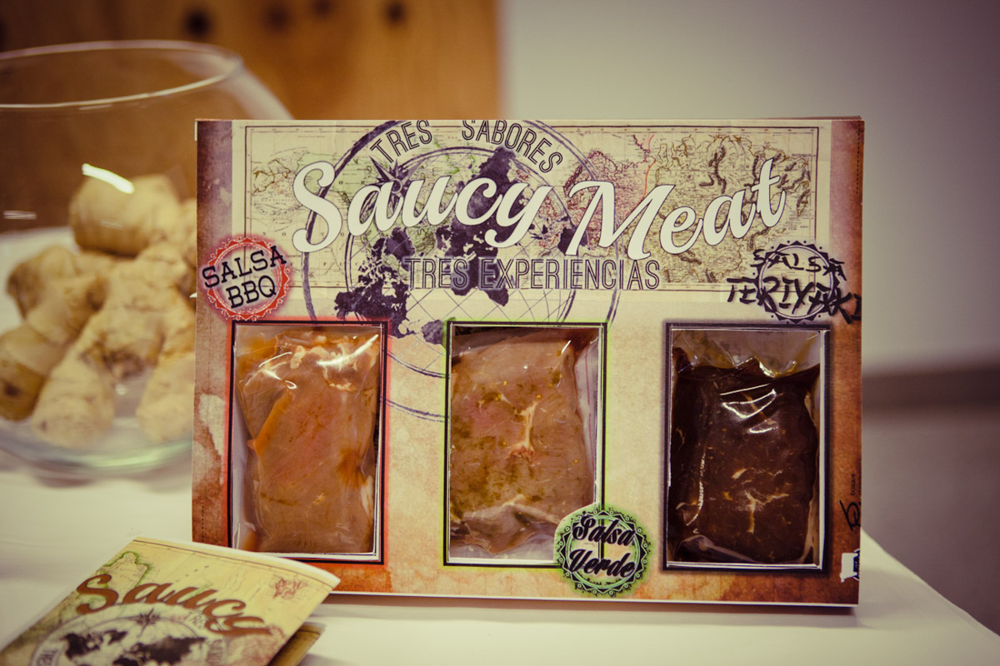 TRES SABORES
Saucy Meat
TRES EXPERIENCIAS
SALSA
BBQ
SALSA
TERIYAKI
Salsa
Verde
Saucy